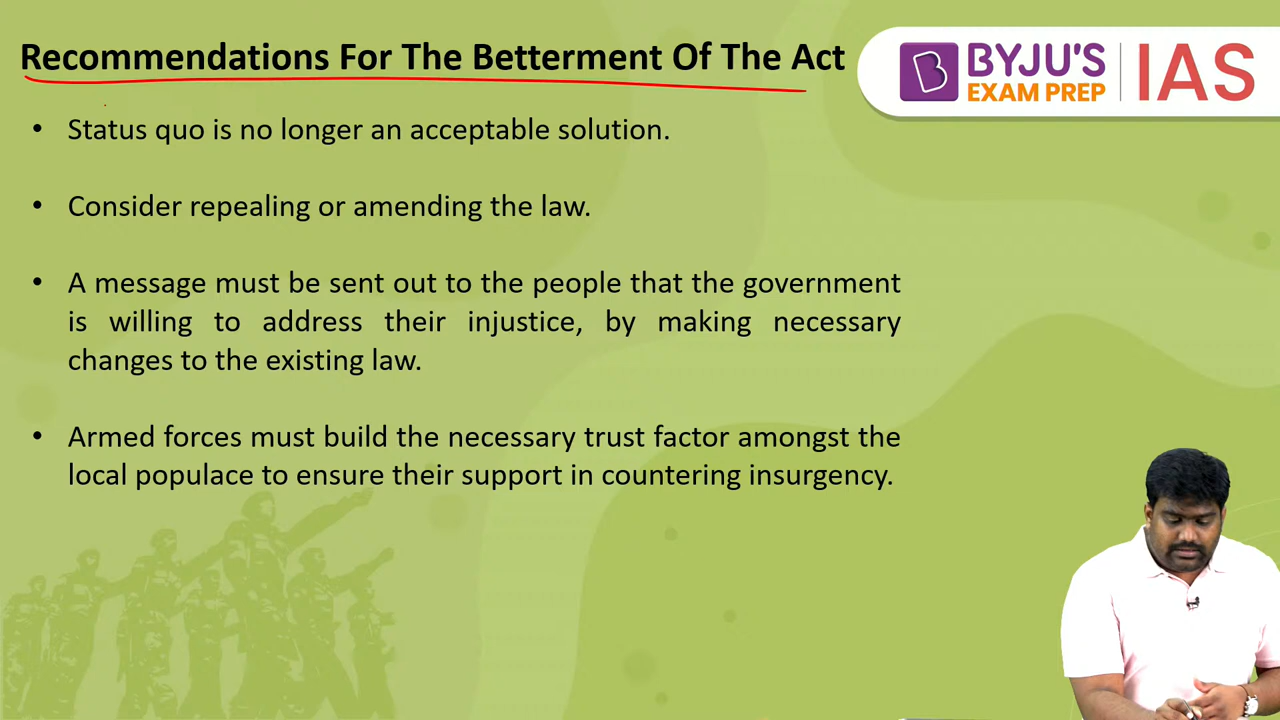 Recommendations For The Betterment Of The Act
BYJU'S
EXAM PREP
IAS
• Status quo is no longer an acceptable solution.
• Consider repealing or amending the law.
• A message must be sent out to the people that the government
is willing to address their injustice, by making necessary
changes to the existing law.
• Armed forces must build the necessary trust factor amongst the
local populace to ensure their support in countering insurgency.